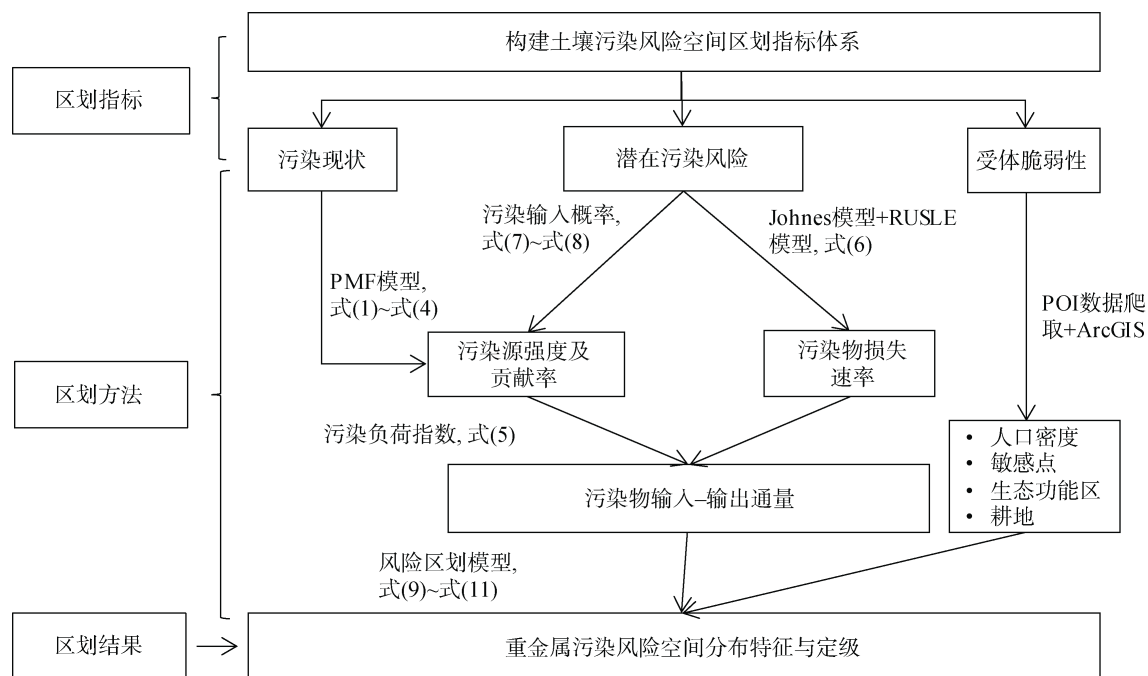 构建土壤污染风险空间区划指标体系
区划指标
污染现状
潜在污染风险
受体脆弱性
污染输入概率,
式(7)~式(8)
Johnes模型+RUSLE
模型, 式(6)
PMF模型,
式(1)~式(4)
POI数据爬
取+ArcGIS
区划方法
污染源强度及
贡献率
污染物损失
速率
污染负荷指数, 式(5)
• 人口密度
• 敏感点
• 生态功能区
• 耕地
污染物输入–输出通量
风险区划模型,
式(9)~式(11)
区划结果
重金属污染风险空间分布特征与定级